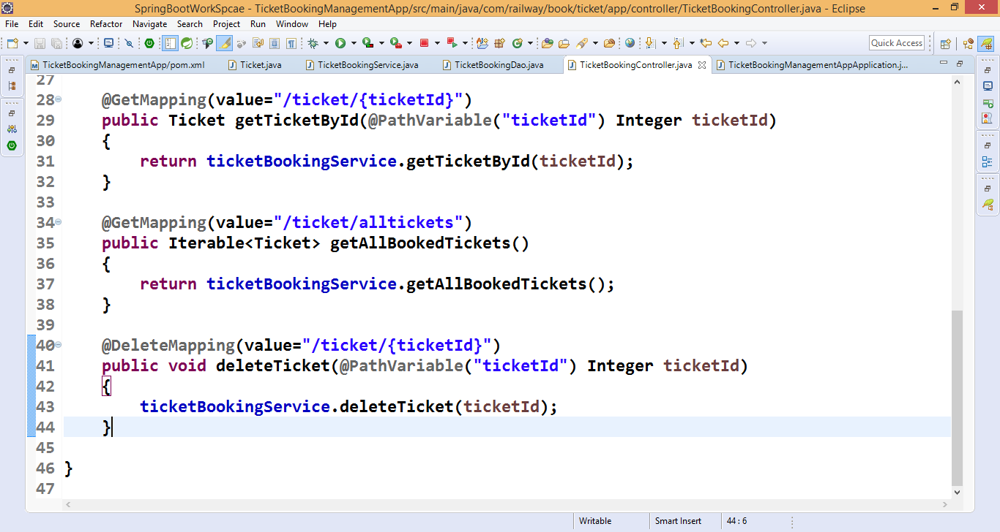 SpringBootWorkSpcae - TicketBookingManagementApp/src/main/java/com/railway/book/ticket/app/controller/TicketBookingController.java - Eclipse
File Edit Source Refactor Navigate Search Project Run Window Help
Quick Access
TicketBookingManagementApp/pom.xml Ticket.java TicketBookingService.java TicketBookingDao.java TicketBookingController.java TicketBookingManagementAppApplication.j...
27
28 @GetMapping(value="/ticket/{ticketId}")
29 public Ticket getTicketById(@PathVariable("ticketId") Integer ticketId)
30 {
31 return ticketBookingService.getTicketById(ticketId);
32 }
33
34 @GetMapping(value="/ticket/alltickets")
35 public Iterable<Ticket> getAllBookedTickets()
36 {
37 return ticketBookingService.getAllBookedTickets();
38 }
39
40 @DeleteMapping(value="/ticket/{ticketId}")
41 public void deleteTicket(@PathVariable("ticketId") Integer ticketId)
42 {
43 ticketBookingService.deleteTicket(ticketId);
44 }
45
46 }
47
Writable Smart Insert 44 : 6